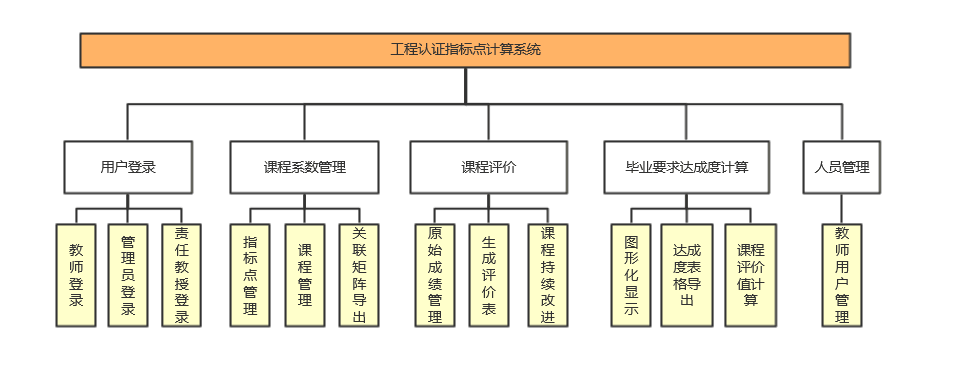 工程认证指标点计算系统
用户登录
课程系数管理
课程评价
毕业要求达成度计算
人员管理
教师登录
管理员登录
责任教授登录
指标点管理
课程管理
关联矩阵导出
原始成绩管理
生成评价表
课程持续改进
图形化显示
达成
度表
格导
出
课程
评价
值计
算
教师用户管理